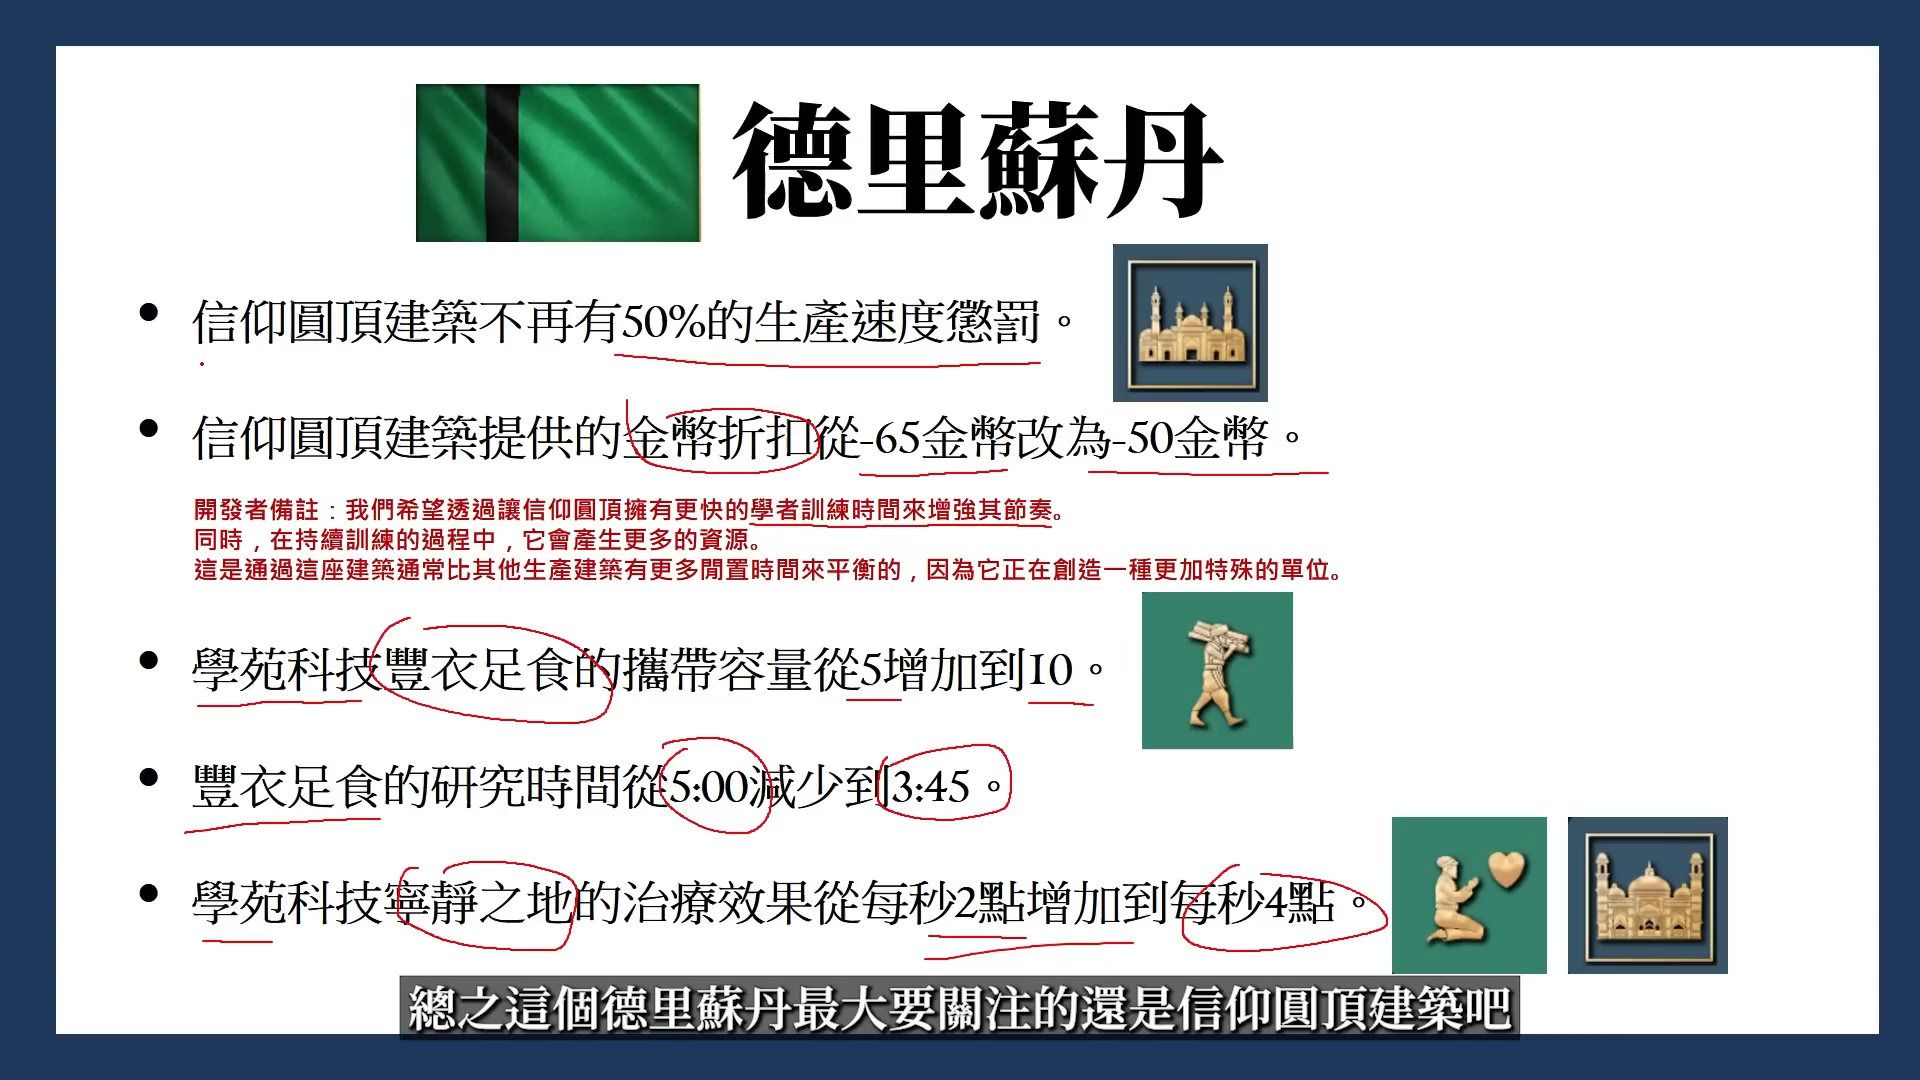 德里蘇丹
• 信仰圓頂建築不再有50%的生產速度懲罰。
• 信仰圓頂建築提供的金幣折扣從-65金幣改為-50金幣。
開發者備註：我們希望透過讓信仰圓頂擁有更快的學者訓練時間來增強其節奏。
同時，在持續訓練的過程中，它會產生更多的資源。
這是通過這座建築通常比其他生產建築有更多閒置時間來平衡的，因為它正在創造一種更加特殊的單位。
• 學苑科技豐衣足食的攜帶容量從5增加到10。
• 豐衣足食的研究時間從5:00減少到3:45。
• 學苑科技寧靜之地的治療效果從每秒2點增加到每秒4點。
總之這個德里蘇丹最大要關注的還是信仰圓頂建築吧